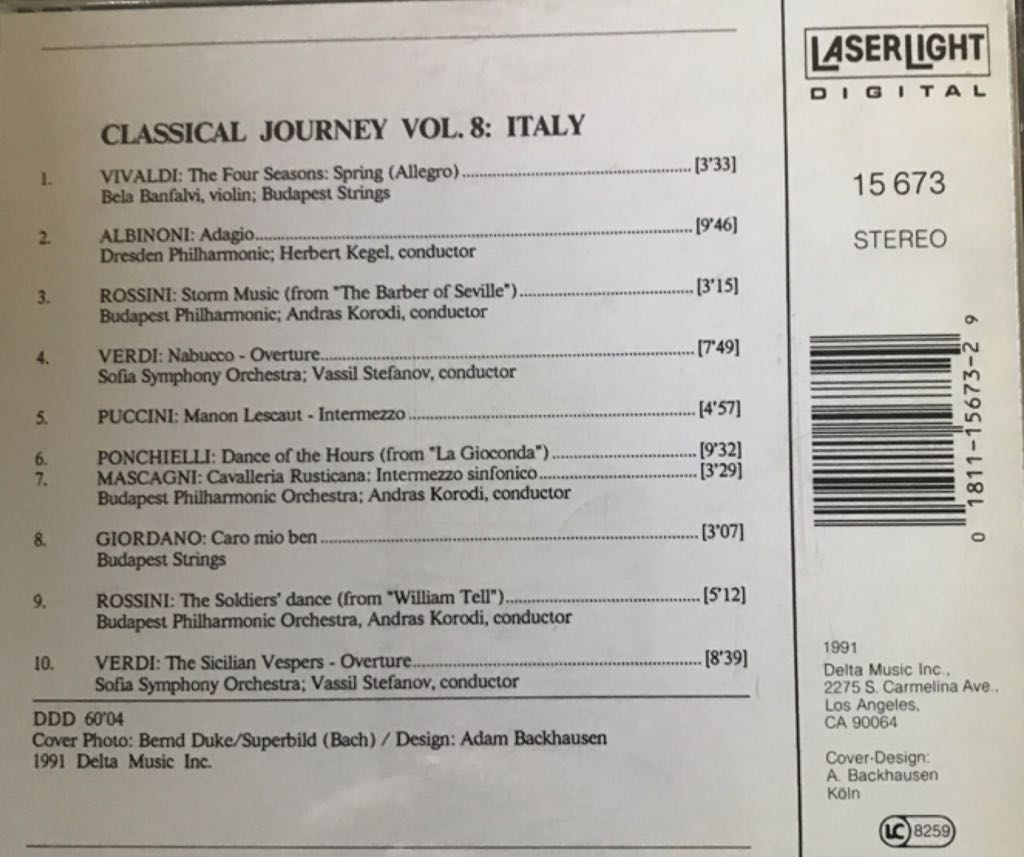 CLASSICAL JOURNEY VOL. 8: ITALY
1. VIVALDI: The Four Seasons: Spring (Allegro)........[3'33]
Bela Banfalvi, violin; Budapest Strings
2. ALBINONI: Adagio........[9'46]
Dresden Philharmonic; Herbert Kegel, conductor
3. ROSSINI: Storm Music (from "The Barber of Seville")........[3'15]
Budapest Philharmonic; Andras Korodi, conductor
4. VERDI: Nabucco - Overture........[7'49]
Sofia Symphony Orchestra; Vassil Stefanov, conductor
5. PUCCINI: Manon Lescaut - Intermezzo........[4'57]
6. PONCHIELLI: Dance of the Hours (from "La Gioconda")........[9'32]
7. MASCAGNI: Cavalleria Rusticana: Intermezzo sinfonico........[3'29]
Budapest Philharmonic Orchestra; Andras Korodi, conductor
8. GIORDANO: Caro mio ben........[3'07]
Budapest Strings
9. ROSSINI: The Soldiers' dance (from "William Tell")........[5'12]
Budapest Philharmonic Orchestra, Andras Korodi, conductor
10. VERDI: The Sicilian Vespers - Overture........[8'39]
Sofia Symphony Orchestra; Vassil Stefanov, conductor
DDD 60'04
Cover Photo: Bernd Duke/Superbild (Bach) / Design: Adam Backhausen
1991 Delta Music Inc.
LASERLIGHT
DIGITAL
15 673
STEREO
0 1811-15673-2 9
1991
Delta Music Inc.,
2275 S. Carmelina Ave.,
Los Angeles,
CA 90064
Cover-Design:
A. Backhausen
Köln
LC 8259